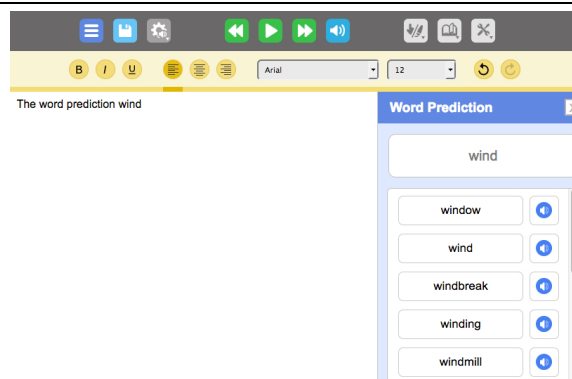 B I U Arial 12
The word prediction wind
Word Prediction
wind
window
wind
windbreak
winding
windmill